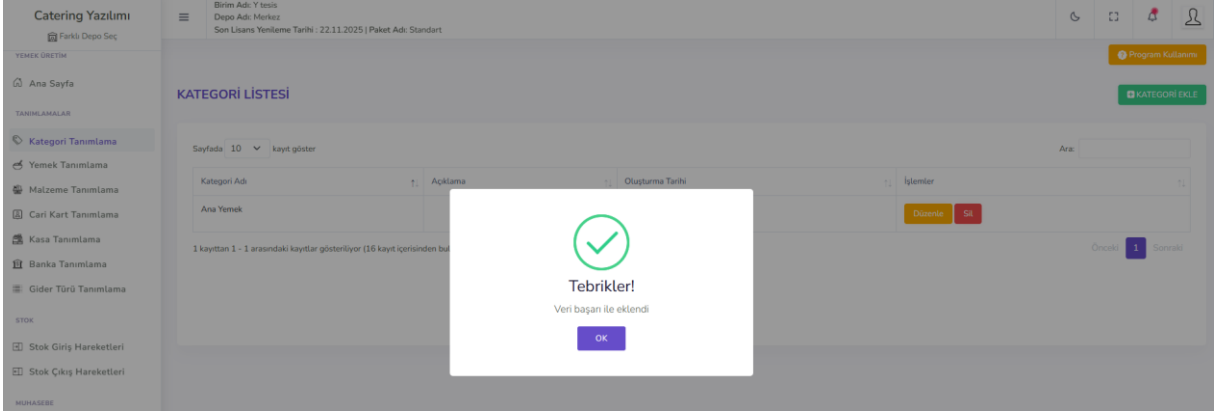 Catering Yazılımı
Farklı Depo Seç
YEMEK ÜRETİM
Ana Sayfa
TANIMLAMALAR
Kategori Tanımlama
Yemek Tanımlama
Malzeme Tanımlama
Cari Kart Tanımlama
Kasa Tanımlama
Banka Tanımlama
Gider Türü Tanımlama
STOK
Stok Giriş Hareketleri
Stok Çıkış Hareketleri
MUHASEBE
Birim Adı: Y tesis
Depo Adı: Merkez
Son Lisans Yenileme Tarihi : 22.11.2025 | Paket Adı: Standart
Program Kullanımı
KATEGORİ LİSTESİ
KATEGORİ EKLE
Sayfada 10 kayıt göster
Ara:
Kategori Adı Açıklama Oluşturma Tarihi İşlemler
Ana Yemek Düzenle Sil
1 kayıttan 1 - 1 arasındaki kayıtlar gösteriliyor (16 kayıt içerisinden
Önceki 1 Sonraki
Tebrikler!
Veri başarı ile eklendi
OK